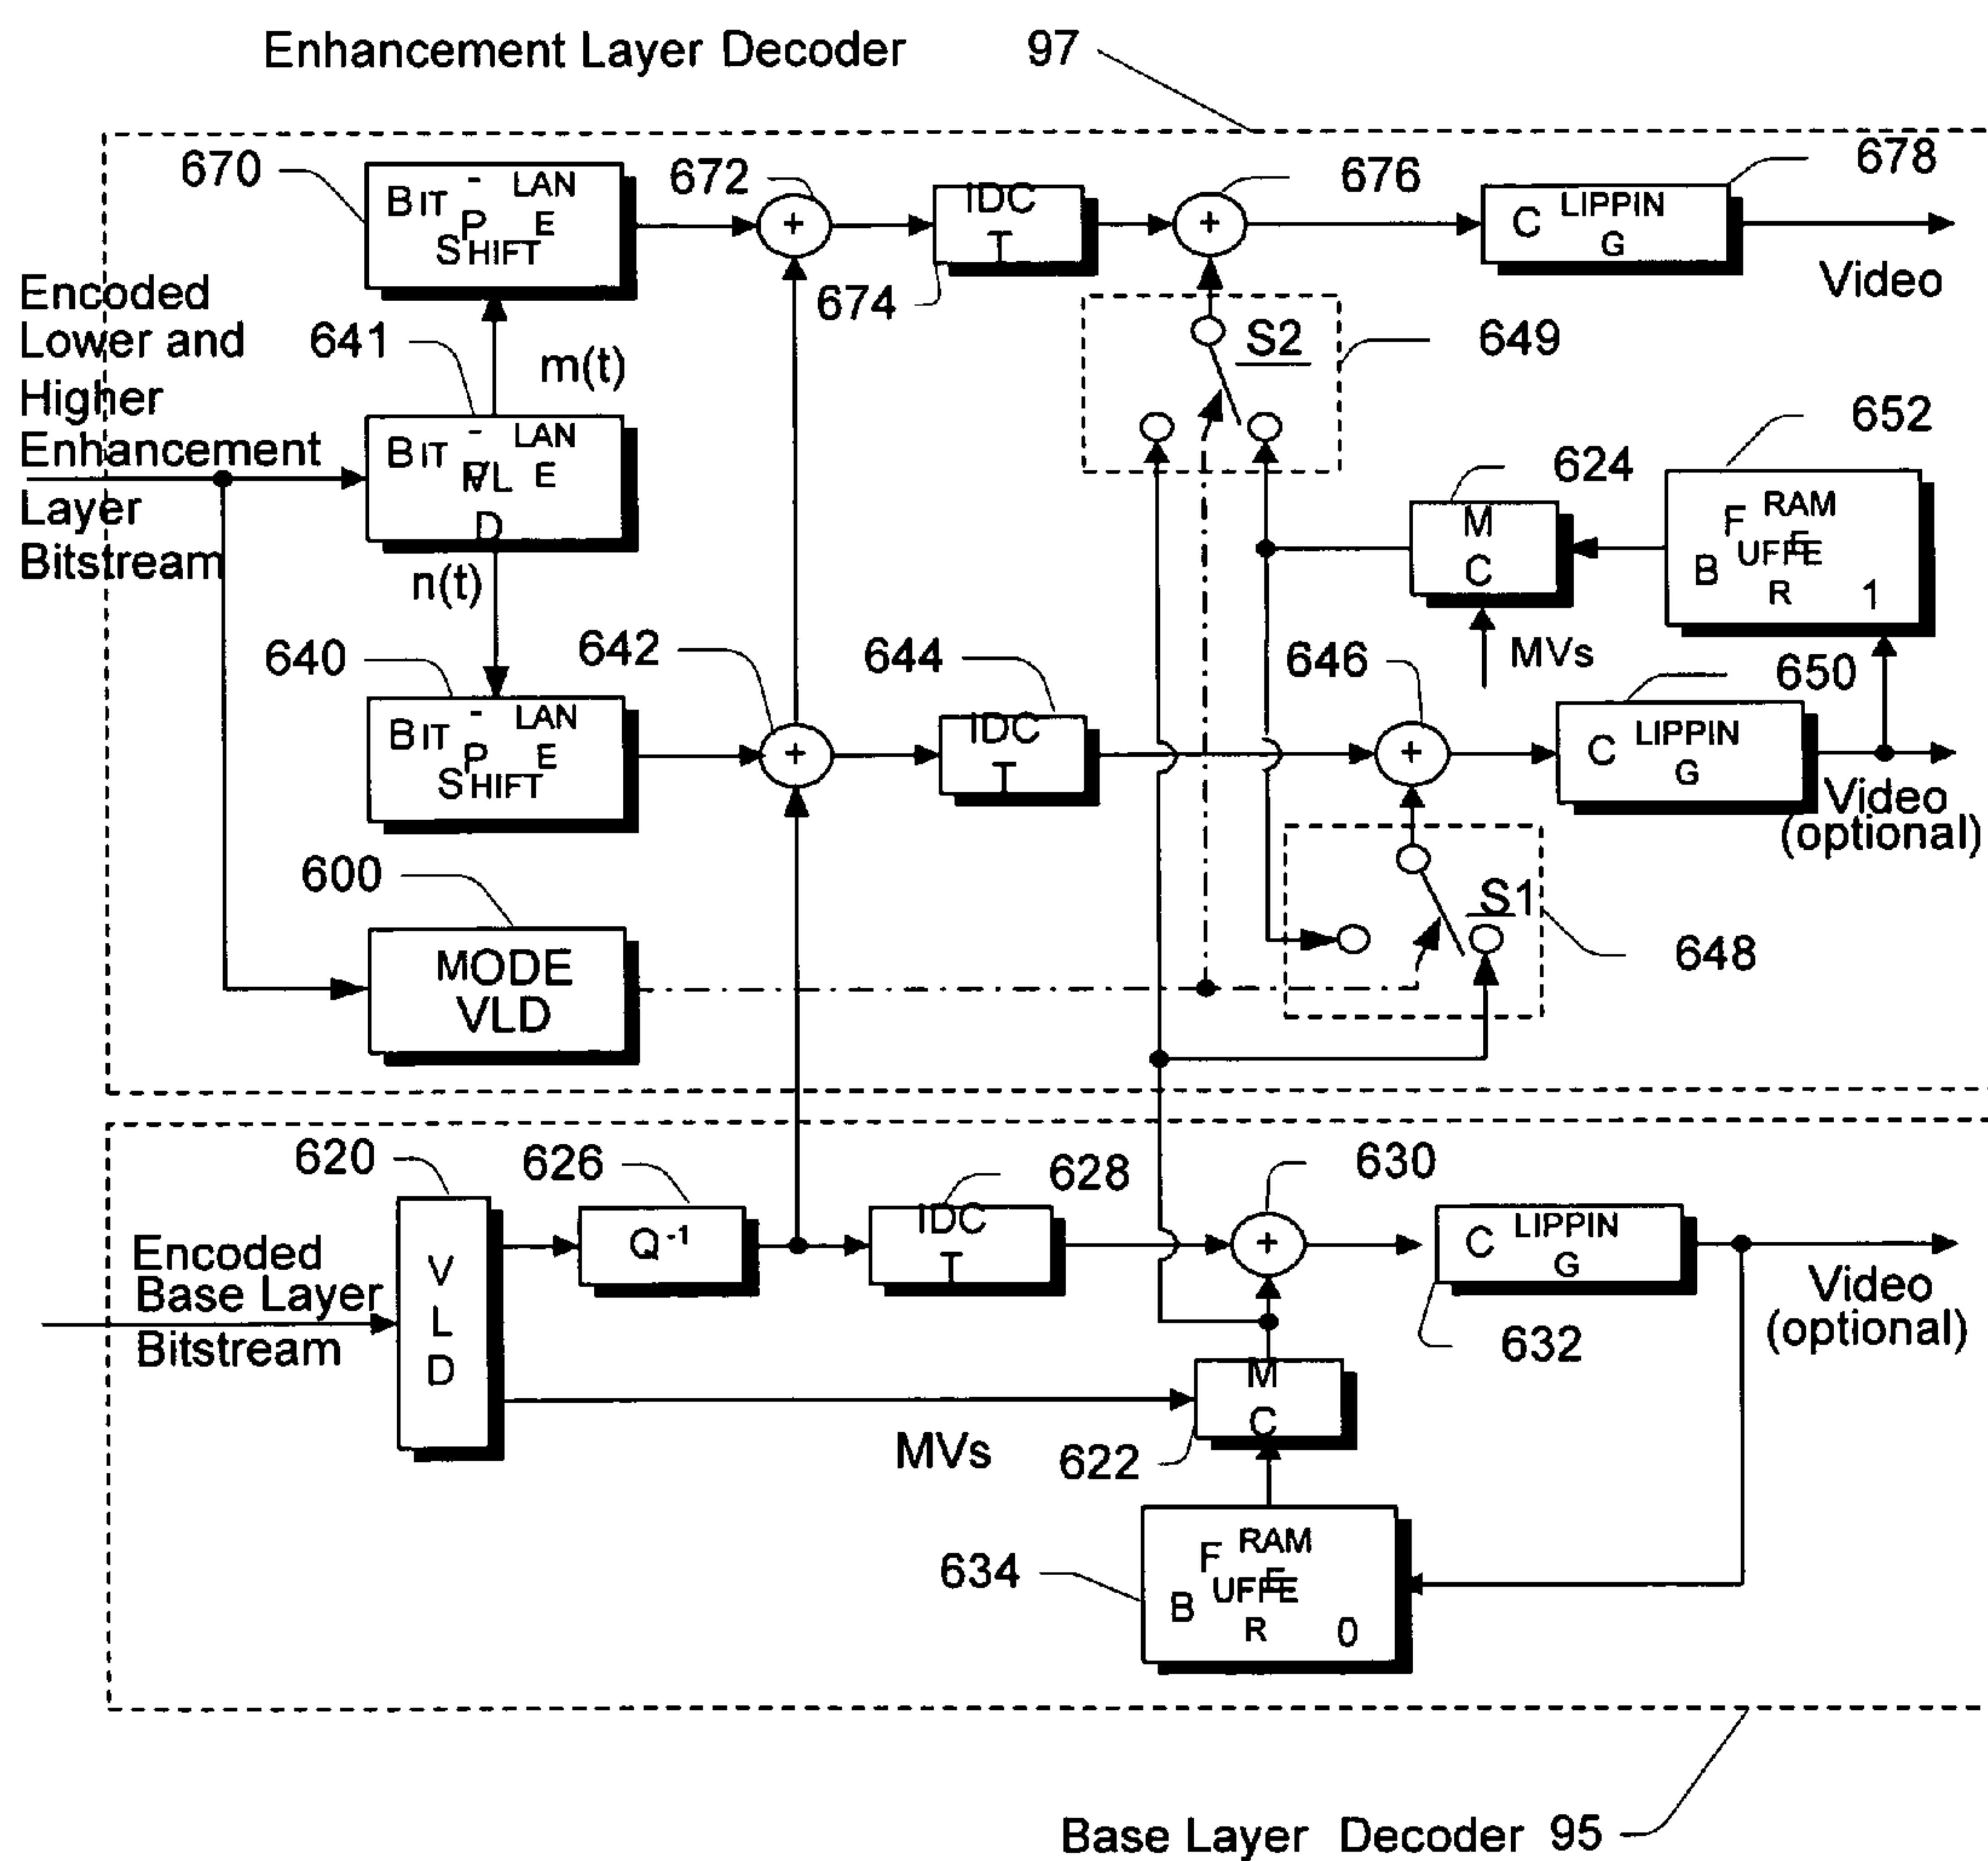 Enhancement Layer Decoder 97
670
BIT-PLANE
SHIFT
672
IDCT
674
676
CLIPPING
678
Video
Encoded
Lower and
Higher
Enhancement
Layer
Bitstream
641
m(t)
BIT-PLANE
VLD
n(t)
S2
649
624
MC
MVs
652
FRAME
BUFFER 1
640
BIT-PLANE
SHIFT
642
644
IDCT
646
650
CLIPPING
Video
(optional)
600
MODE
VLD
S1
648
620
VLD
626
Q-1
628
IDCT
630
CLIPPING
632
Video
(optional)
Encoded
Base Layer
Bitstream
MVs
622
MC
634
FRAME
BUFFER 0
Base Layer Decoder 95